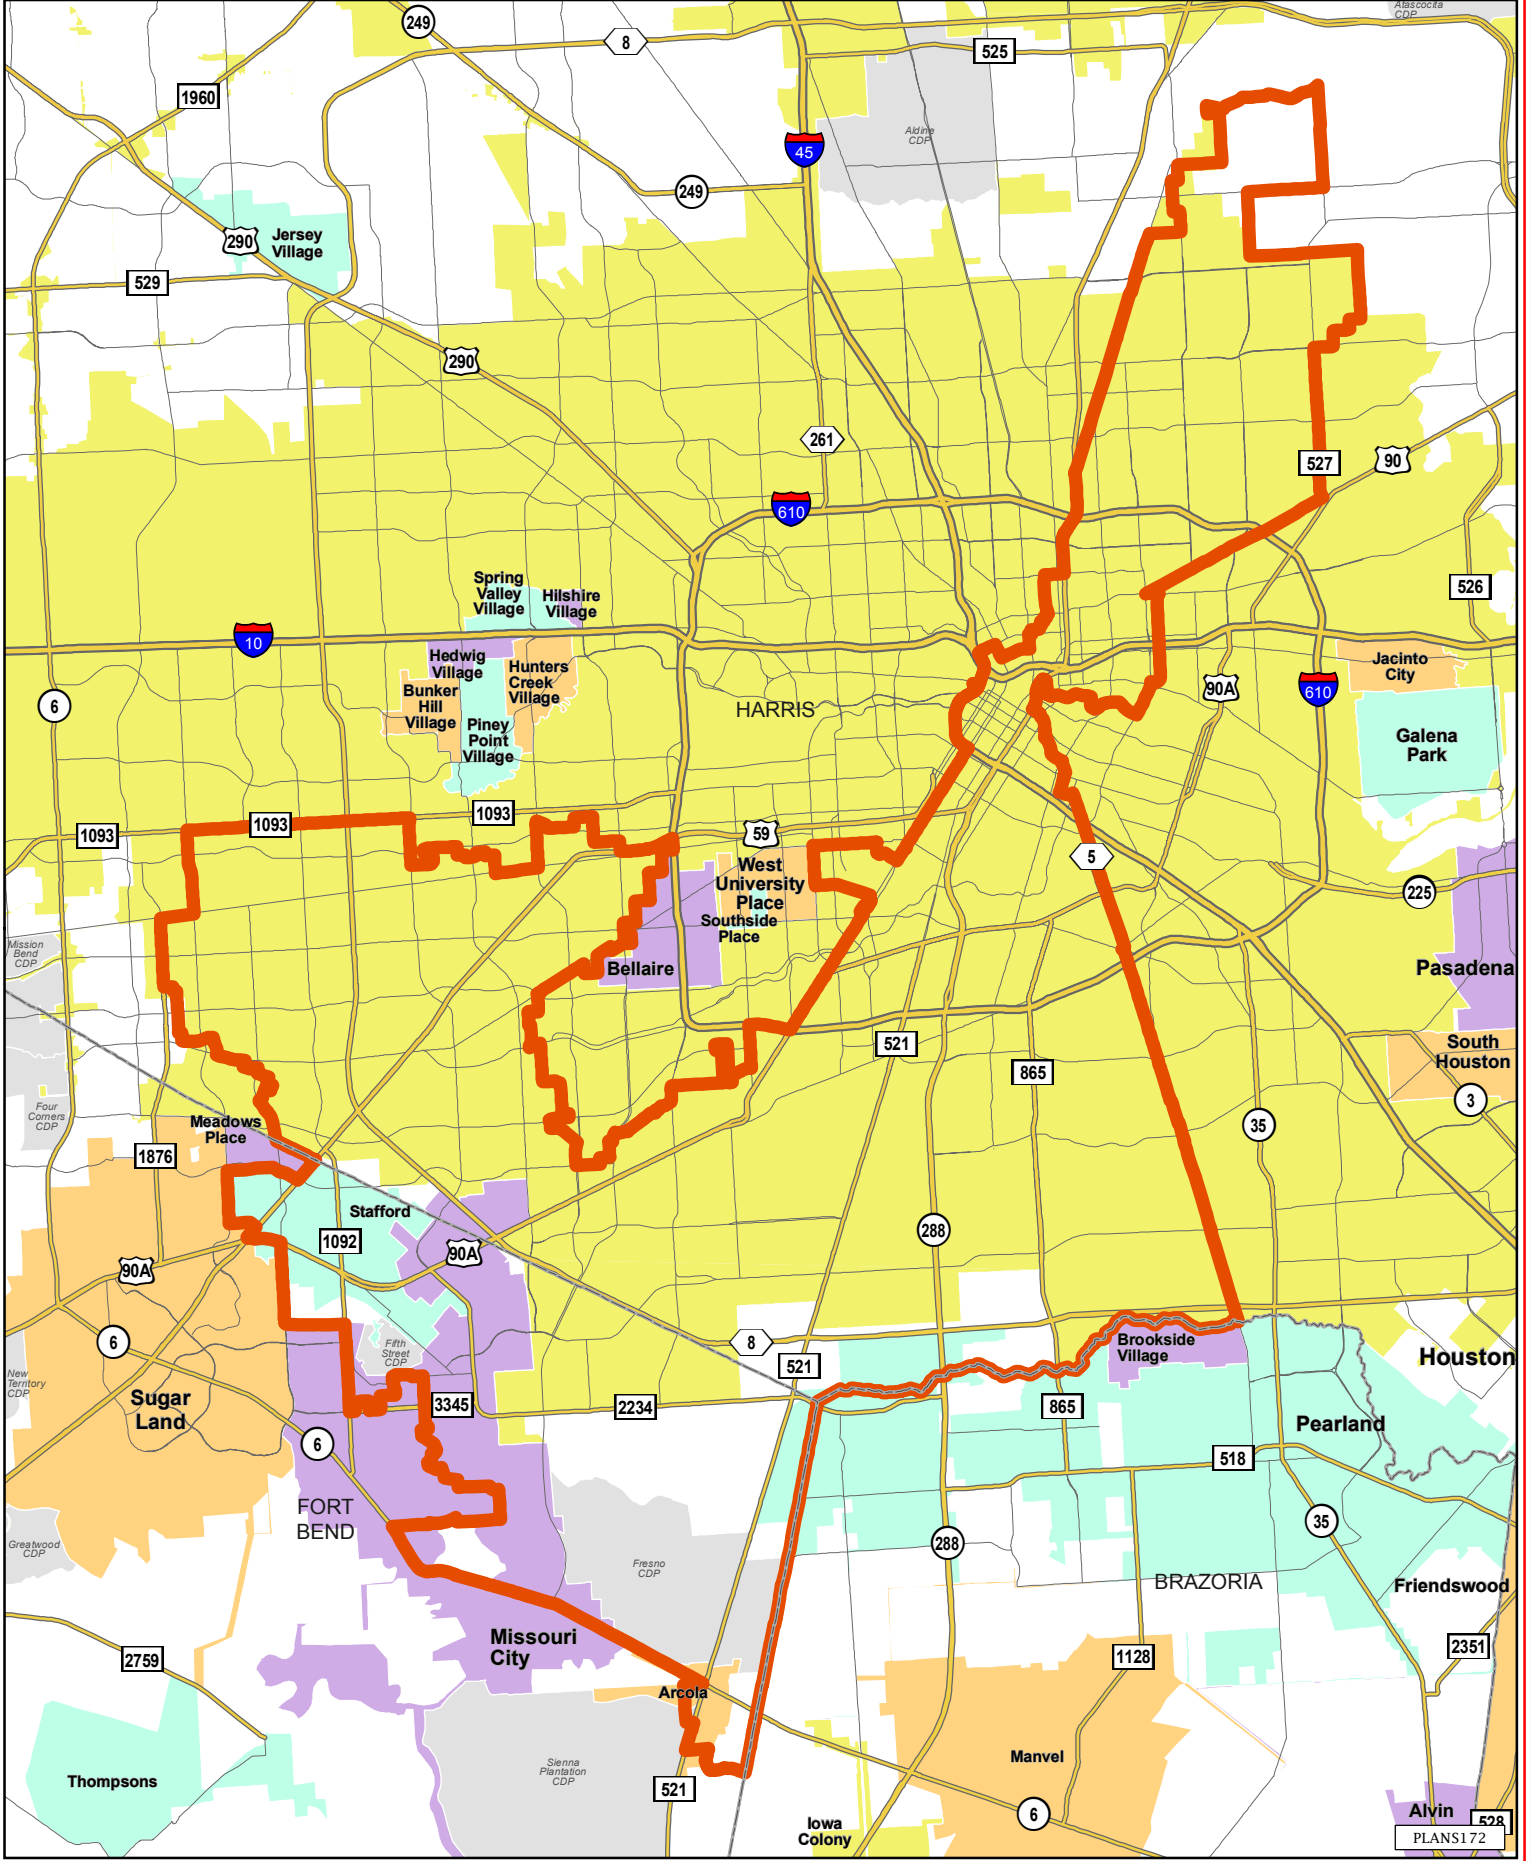 Atascocita
CDP
249
8
525
1960
Aldine
CDP
45
249
290
Jersey
Village
529
290
261
527
90
610
Spring
Valley
Village
Hilshire
Village
526
10
Hedwig
Village
Hunters
Creek
Village
Bunker
Hill
Village
Piney
Point
Village
Jacinto
City
6
90A
610
HARRIS
Galena
Park
1093
1093
1093
59
West
University
Place
Southside
Place
5
225
Mission
Bend
CDP
Bellaire
Pasadena
521
865
South
Houston
3
Four
Corners
CDP
Meadows
Place
35
1876
Stafford
1092
90A
90A
288
6
Fifth
Street
CDP
8
521
Brookside
Village
Houston
New
Territory
CDP
Sugar
Land
3345
2234
865
Pearland
6
518
FORT
BEND
35
Greatwood
CDP
288
Fresno
CDP
BRAZORIA
Friendswood
Missouri
City
2759
1128
2351
Arcola
Sienna
Plantation
CDP
Manvel
Thompsons
521
6
Iowa
Colony
Alvin
528
PLANS172